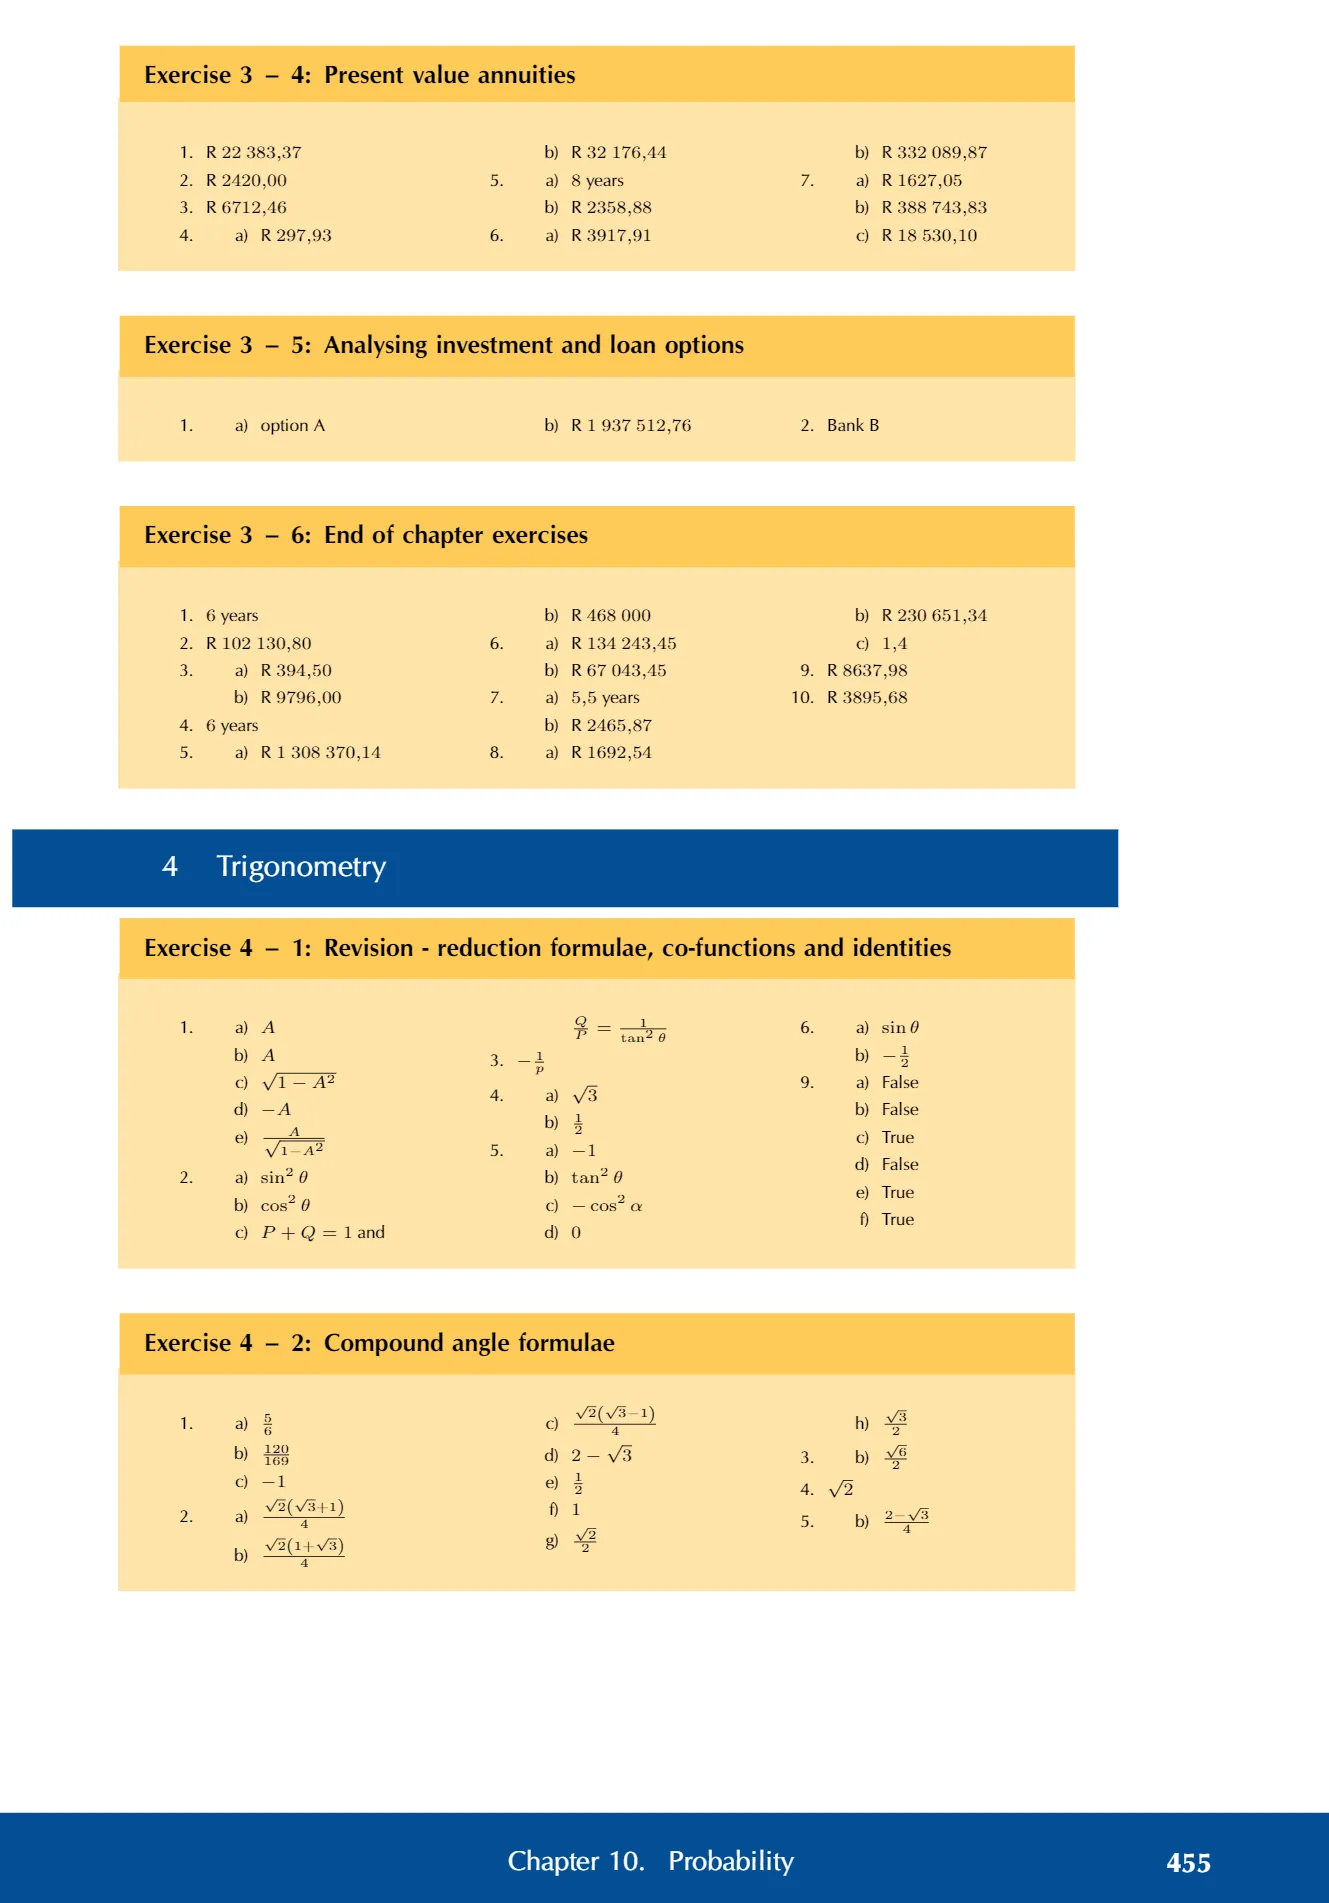 Exercise 3 – 4: Present value annuities
1. R 22 383,37
2. R 2420,00
3. R 6712,46
4. a) R 297,93
b) R 32 176,44
5. a) 8 years
b) R 2358,88
6. a) R 3917,91
b) R 332 089,87
7. a) R 1627,05
b) R 388 743,83
c) R 18 530,10
Exercise 3 – 5: Analysing investment and loan options
1. a) option A
b) R 1 937 512,76
2. Bank B
Exercise 3 – 6: End of chapter exercises
1. 6 years
2. R 102 130,80
3. a) R 394,50
b) R 9796,00
4. 6 years
5. a) R 1 308 370,14
b) R 468 000
6. a) R 134 243,45
b) R 67 043,45
7. a) 5,5 years
b) R 2465,87
8. a) R 1692,54
b) R 230 651,34
c) 1,4
9. R 8637,98
10. R 3895,68
4 Trigonometry
Exercise 4 – 1: Revision - reduction formulae, co-functions and identities
1. a) $A$
b) $A$
c) $\sqrt{1-A^2}$
d) $-A$
e) $\frac{A}{\sqrt{1-A^2}}$
2. a) $\sin^2\theta$
b) $\cos^2\theta$
c) $P + Q = 1$ and
$\frac{Q}{P} = \frac{1}{\tan^2\theta}$
3. $-\frac{1}{p}$
4. a) $\sqrt{3}$
b) $\frac{1}{2}$
5. a) $-1$
b) $\tan^2\theta$
c) $-\cos^2\alpha$
d) $0$
6. a) $\sin\theta$
b) $-\frac{1}{2}$
9. a) False
b) False
c) True
d) False
e) True
f) True
Exercise 4 – 2: Compound angle formulae
1. a) $\frac{5}{6}$
b) $\frac{120}{169}$
c) $-1$
2. a) $\frac{\sqrt{2}(\sqrt{3}+1)}{4}$
b) $\frac{\sqrt{2}(1+\sqrt{3})}{4}$
c) $\frac{\sqrt{2}(\sqrt{3}-1)}{4}$
d) $2-\sqrt{3}$
e) $\frac{1}{2}$
f) $1$
g) $\frac{\sqrt{2}}{2}$
h) $\frac{\sqrt{3}}{2}$
3. b) $\frac{\sqrt{6}}{2}$
4. $\sqrt{2}$
5. b) $\frac{2-\sqrt{3}}{4}$
Chapter 10. Probability 455